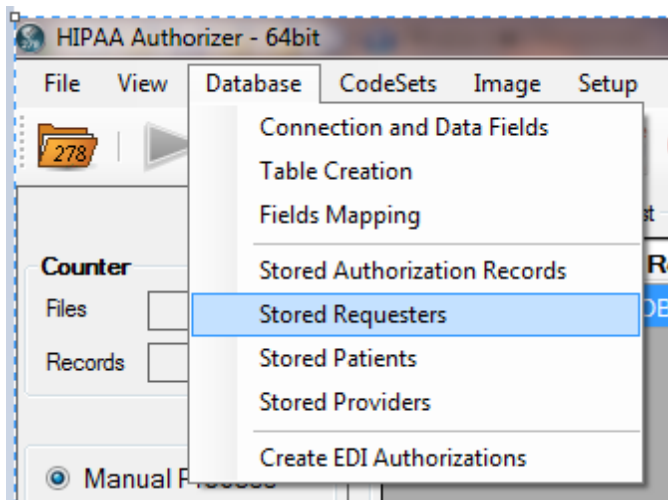 HIPAA Authorizer - 64bit
File View Database CodeSets Image Setup
278
Connection and Data Fields
Table Creation
Fields Mapping
Stored Authorization Records
Stored Requesters
Stored Patients
Stored Providers
Create EDI Authorizations
Counter
Files
Records
Manual